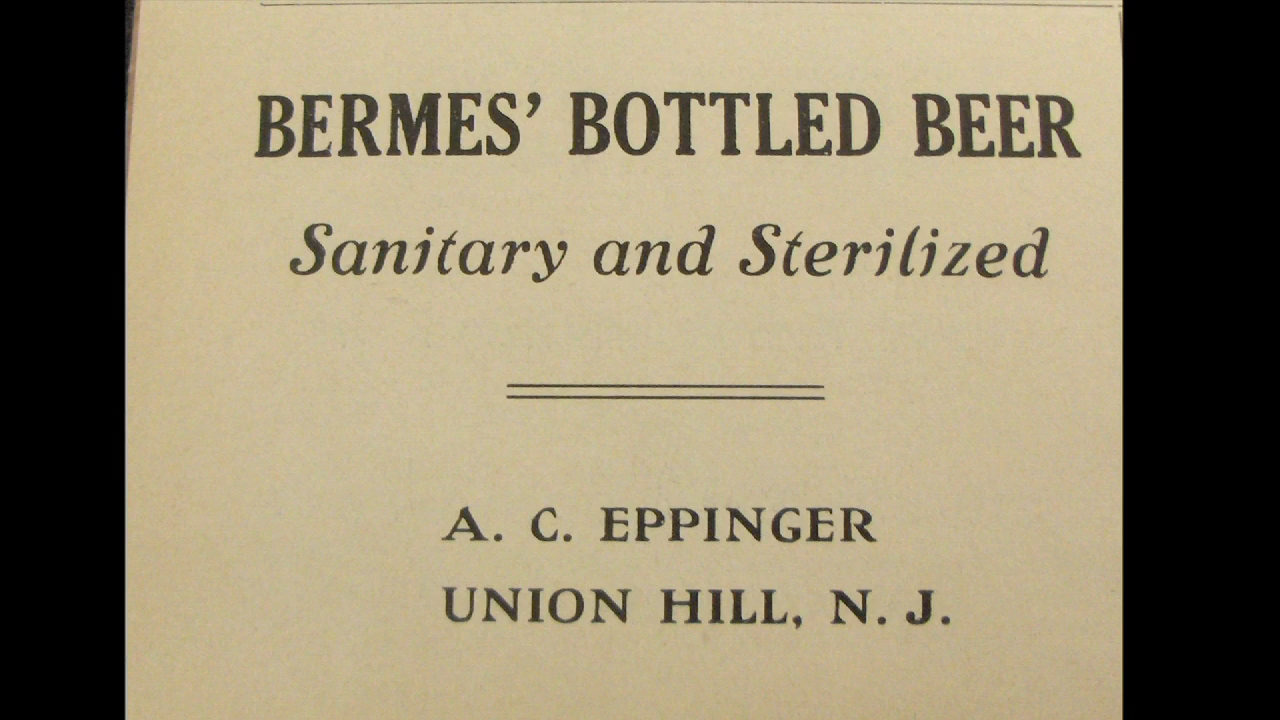 BERMES' BOTTLED BEER
Sanitary and Sterilized
A. C. EPPINGER
UNION HILL, N. J.